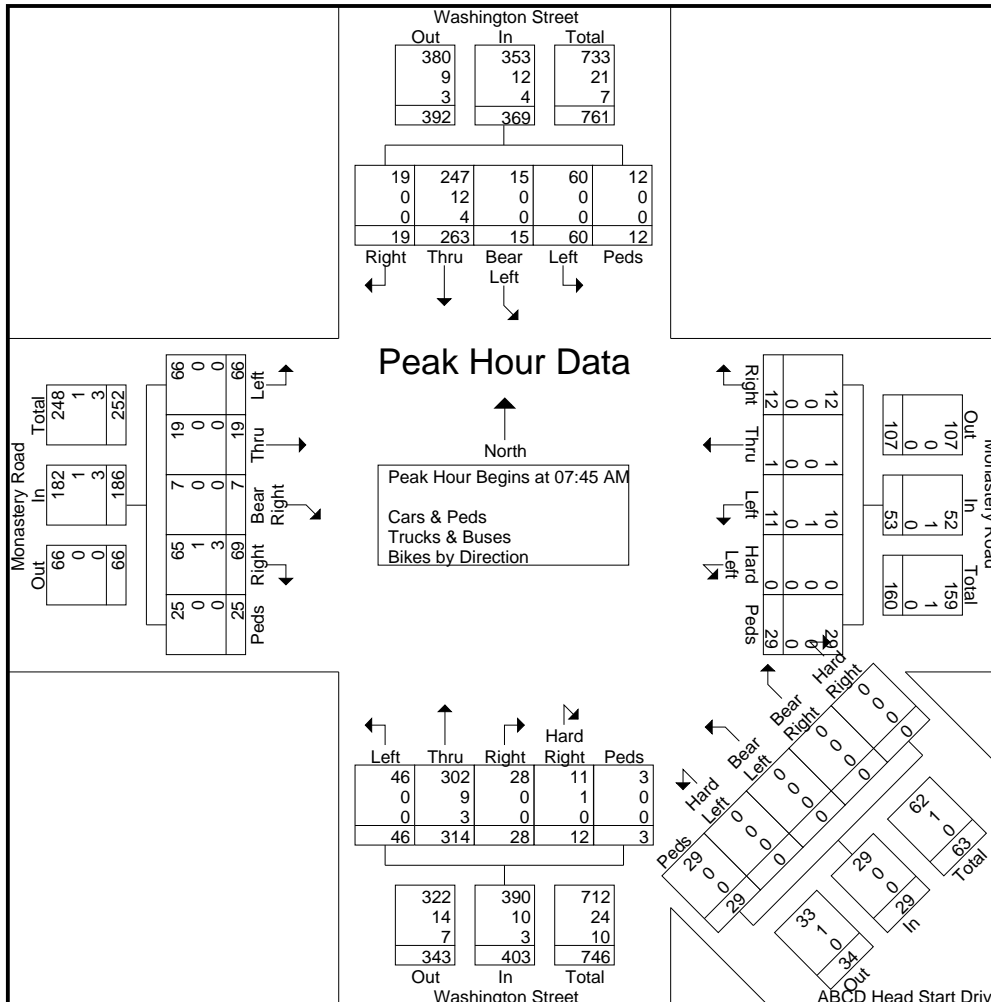 Washington Street
Out In Total
380 353 733
9 12 21
3 4 7
392 369 761
19 247 15 60 12
0 12 0 0 0
0 4 0 0 0
19 263 15 60 12
Right Thru Bear Left Left Peds
Peak Hour Data
North
Peak Hour Begins at 07:45 AM
Cars & Peds
Trucks & Buses
Bikes by Direction
Monastery Road
Total In Out
248 182 66
1 1 0
3 3 0
252 186 66
66 19 7 65 25
0 0 0 1 0
0 0 0 3 0
66 19 7 69 25
Left Thru Bear Right Right Peds
Monastery Road
Out In Total
107 52 159
0 1 1
0 0 0
107 53 160
Right Thru Left Hard Left Peds
12 1 10 0 29
0 0 1 0 0
0 0 0 0 0
12 1 11 0 29
Left Thru Right Hard Right Peds
46 302 28 11 3
0 9 0 1 0
0 3 0 0 0
46 314 28 12 3
322 390 712
14 10 24
7 3 10
343 403 746
Out In Total
Washington Street
Peds Hard Left Bear Left Bear Right Hard Right
29 0 0 0 0
0 0 0 0 0
0 0 0 0 0
29 0 0 0 0
33 29 62
1 0 1
0 0 0
34 29 63
Out In Total
ABCD Head Start Driv